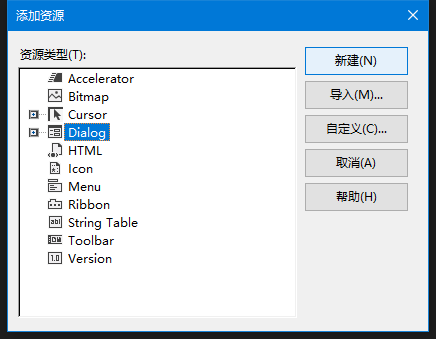 添加资源
资源类型(T):
Accelerator
Bitmap
Cursor
Dialog
HTML
Icon
Menu
Ribbon
String Table
Toolbar
Version
新建(N)
导入(M)...
自定义(C)...
取消(A)
帮助(H)